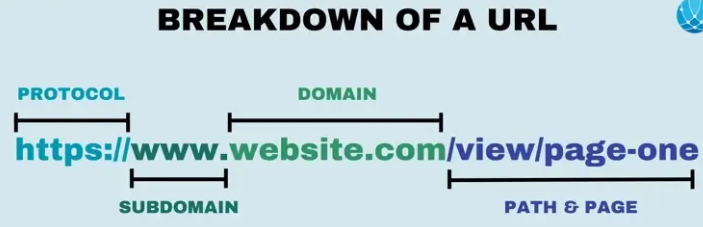 BREAKDOWN OF A URL
PROTOCOL DOMAIN
https://www.website.com/view/page-one
SUBDOMAIN PATH & PAGE